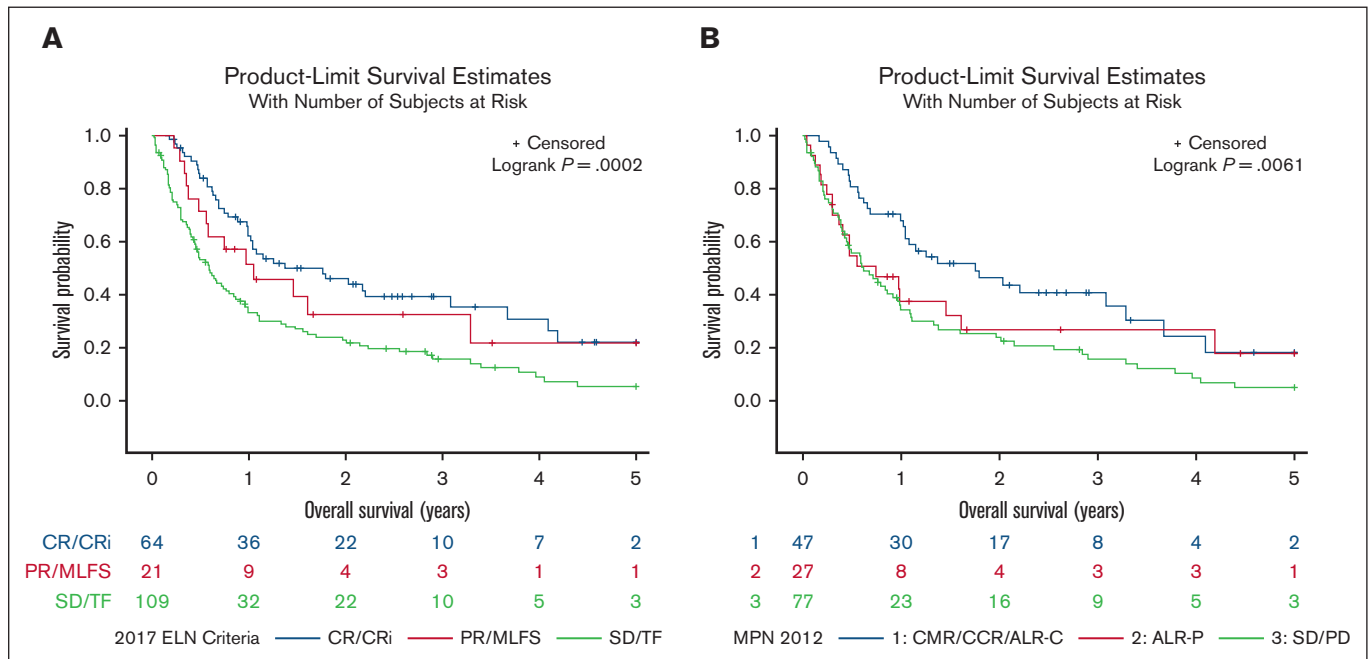 A
Product-Limit Survival Estimates
With Number of Subjects at Risk
+ Censored
Logrank P = .0002
Survival probability
1.0
0.8
0.6
0.4
0.2
0.0
0 1 2 3 4 5
Overall survival (years)
CR/CRi 64 36 22 10 7 2
PR/MLFS 21 9 4 3 1 1
SD/TF 109 32 22 10 5 3
2017 ELN Criteria CR/CRi PR/MLFS SD/TF
B
Product-Limit Survival Estimates
With Number of Subjects at Risk
+ Censored
Logrank P = .0061
Survival probability
1.0
0.8
0.6
0.4
0.2
0.0
0 1 2 3 4 5
Overall survival (years)
1 47 30 17 8 4 2
2 27 8 4 3 3 1
3 77 23 16 9 5 3
MPN 2012 1: CMR/CCR/ALR-C 2: ALR-P 3: SD/PD